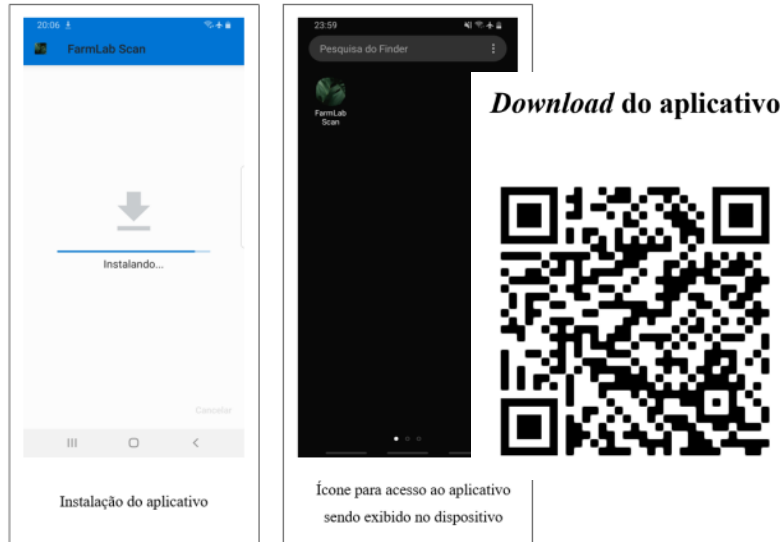 20:06
FarmLab Scan
Instalando...
Cancelar
Instalação do aplicativo
23:59
Pesquisa do Finder
FarmLab
Scan
Ícone para acesso ao aplicativo
sendo exibido no dispositivo
Download do aplicativo